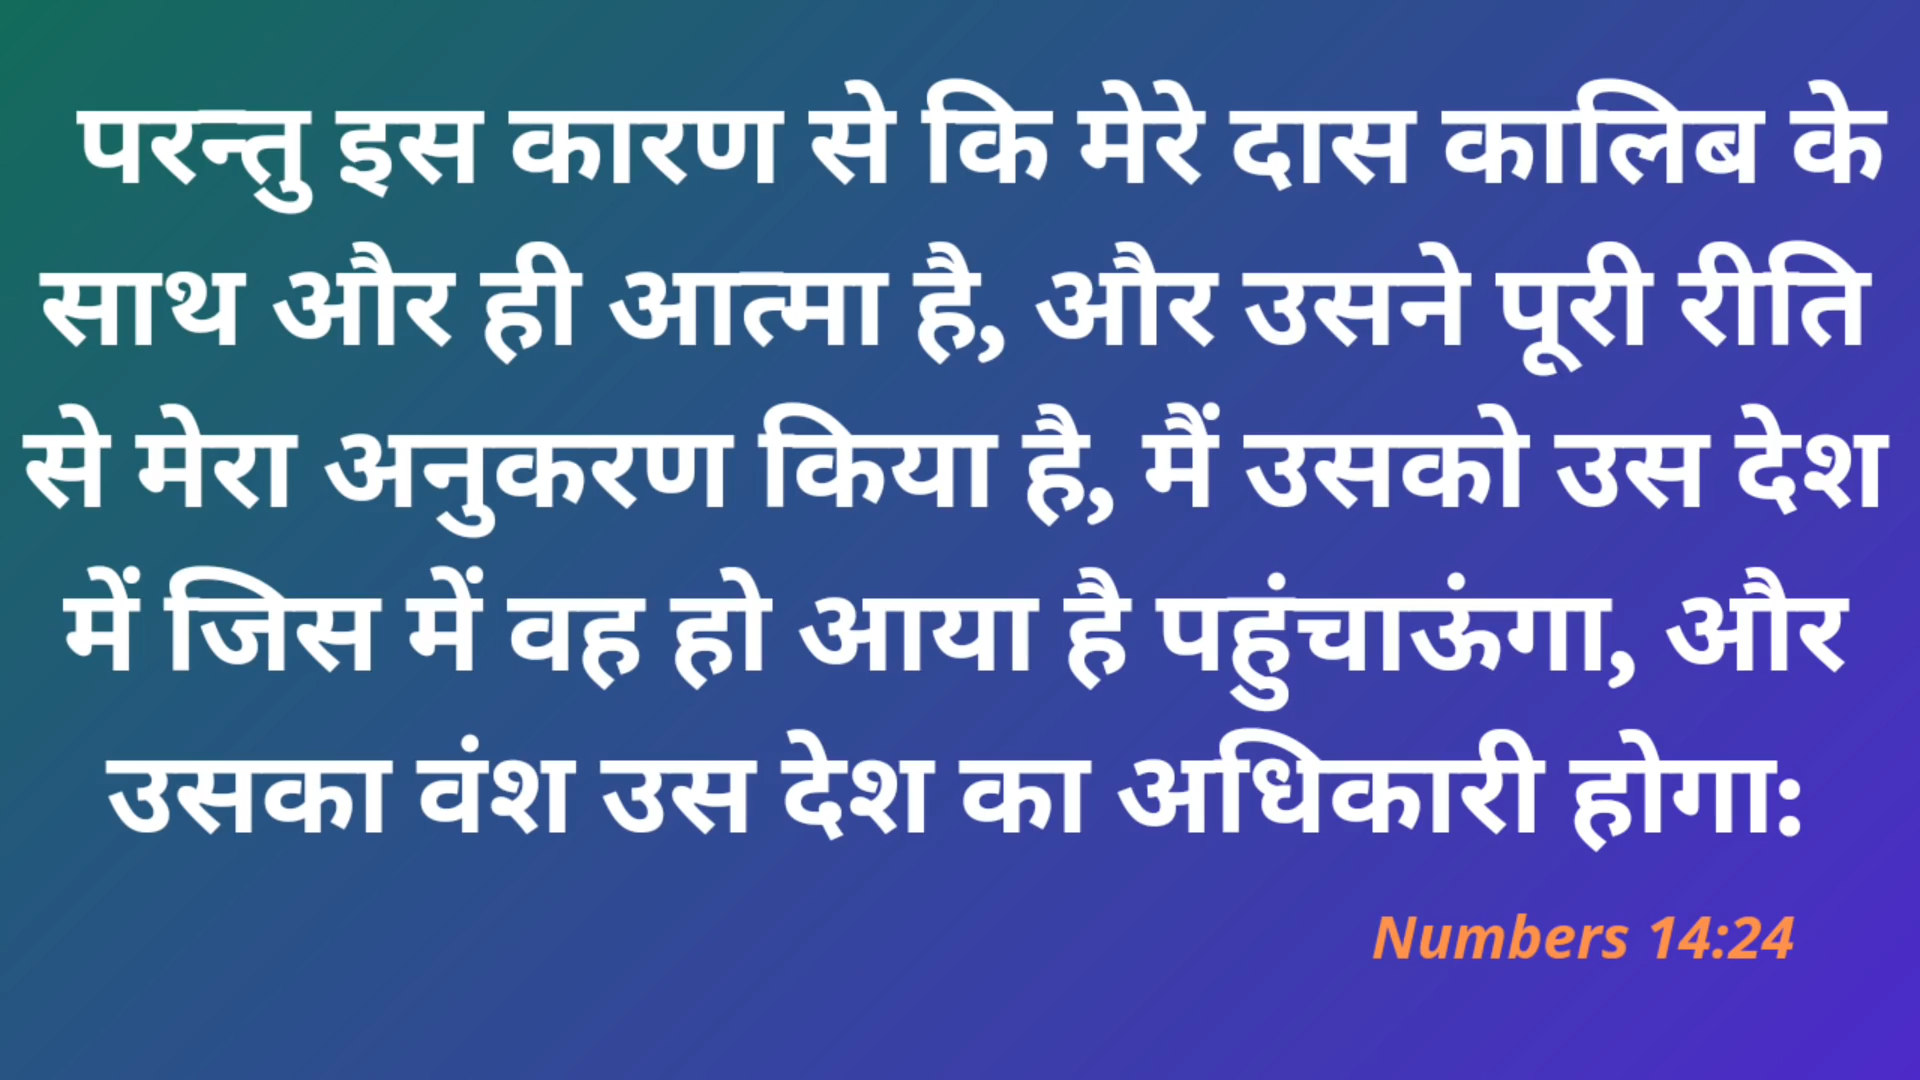 परन्तु इस कारण से कि मेरे दास कालिब के
साथ और ही आत्मा है, और उसने पूरी रीति
से मेरा अनुकरण किया है, मैं उसको उस देश
में जिस में वह हो आया है पहुंचाऊंगा, और
उसका वंश उस देश का अधिकारी होगा:
Numbers 14:24